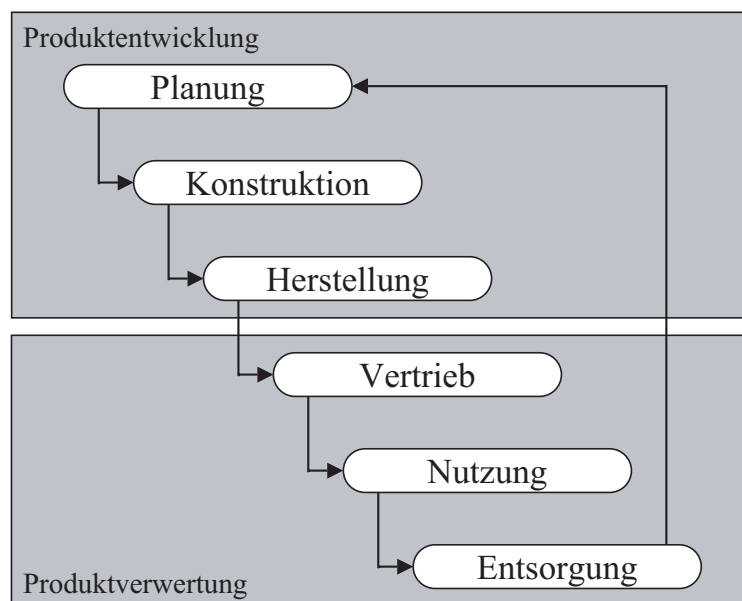 Produktentwicklung
Planung
Konstruktion
Herstellung
Vertrieb
Nutzung
Entsorgung
Produktverwertung